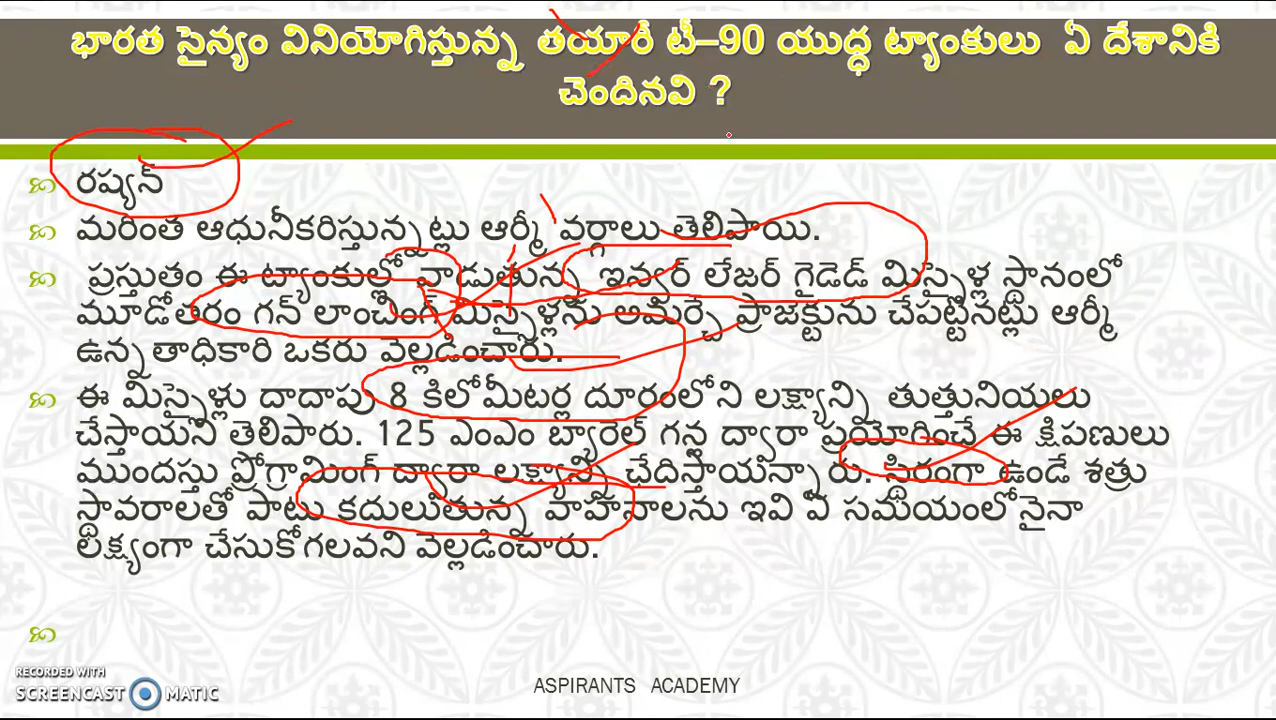 భారత సైన్యం వినియోగిస్తున్న తయారీ టీ–90 యుద్ధ ట్యాంకులు ఏ దేశానికి
చెందినవి ?
రష్యన్
మరింత ఆధునీకరిస్తున్నట్లు ఆర్మీ వర్గాలు తెలిపాయి.
ప్రస్తుతం ఈ ట్యాంకుల్లో వాడుతున్న ఇన్వర్ లేజర్ గైడెడ్ మిస్సైళ్ల స్థానంలో
మూడోతరం గన్ లాంచింగ్ మిస్సైళ్లను అమర్చే ప్రాజక్టును చేపట్టినట్లు ఆర్మీ
ఉన్నతాధికారి ఒకరు వెల్లడించారు.
ఈ మిస్సైళ్లు దాదాపు 8 కిలోమీటర్ల దూరంలోని లక్ష్యాన్ని తుత్తునియలు
చేస్తాయని తెలిపారు. 125 ఎంఎం బ్యారెల్ గన్ల ద్వారా ప్రయోగించే ఈ క్షిపణులు
ముందస్తు ప్రోగ్రామింగ్ ద్వారా లక్ష్యాన్ని ఛేదిస్తాయన్నారు. స్థిరంగా ఉండే శత్రు
స్థావరాలతో పాటు కదులుతున్న వాహనాలను ఇవి ఏ సమయంలోనైనా
లక్ష్యంగా చేసుకోగలవని వెల్లడించారు.
RECORDED WITH
SCREENCAST MATIC
ASPIRANTS ACADEMY